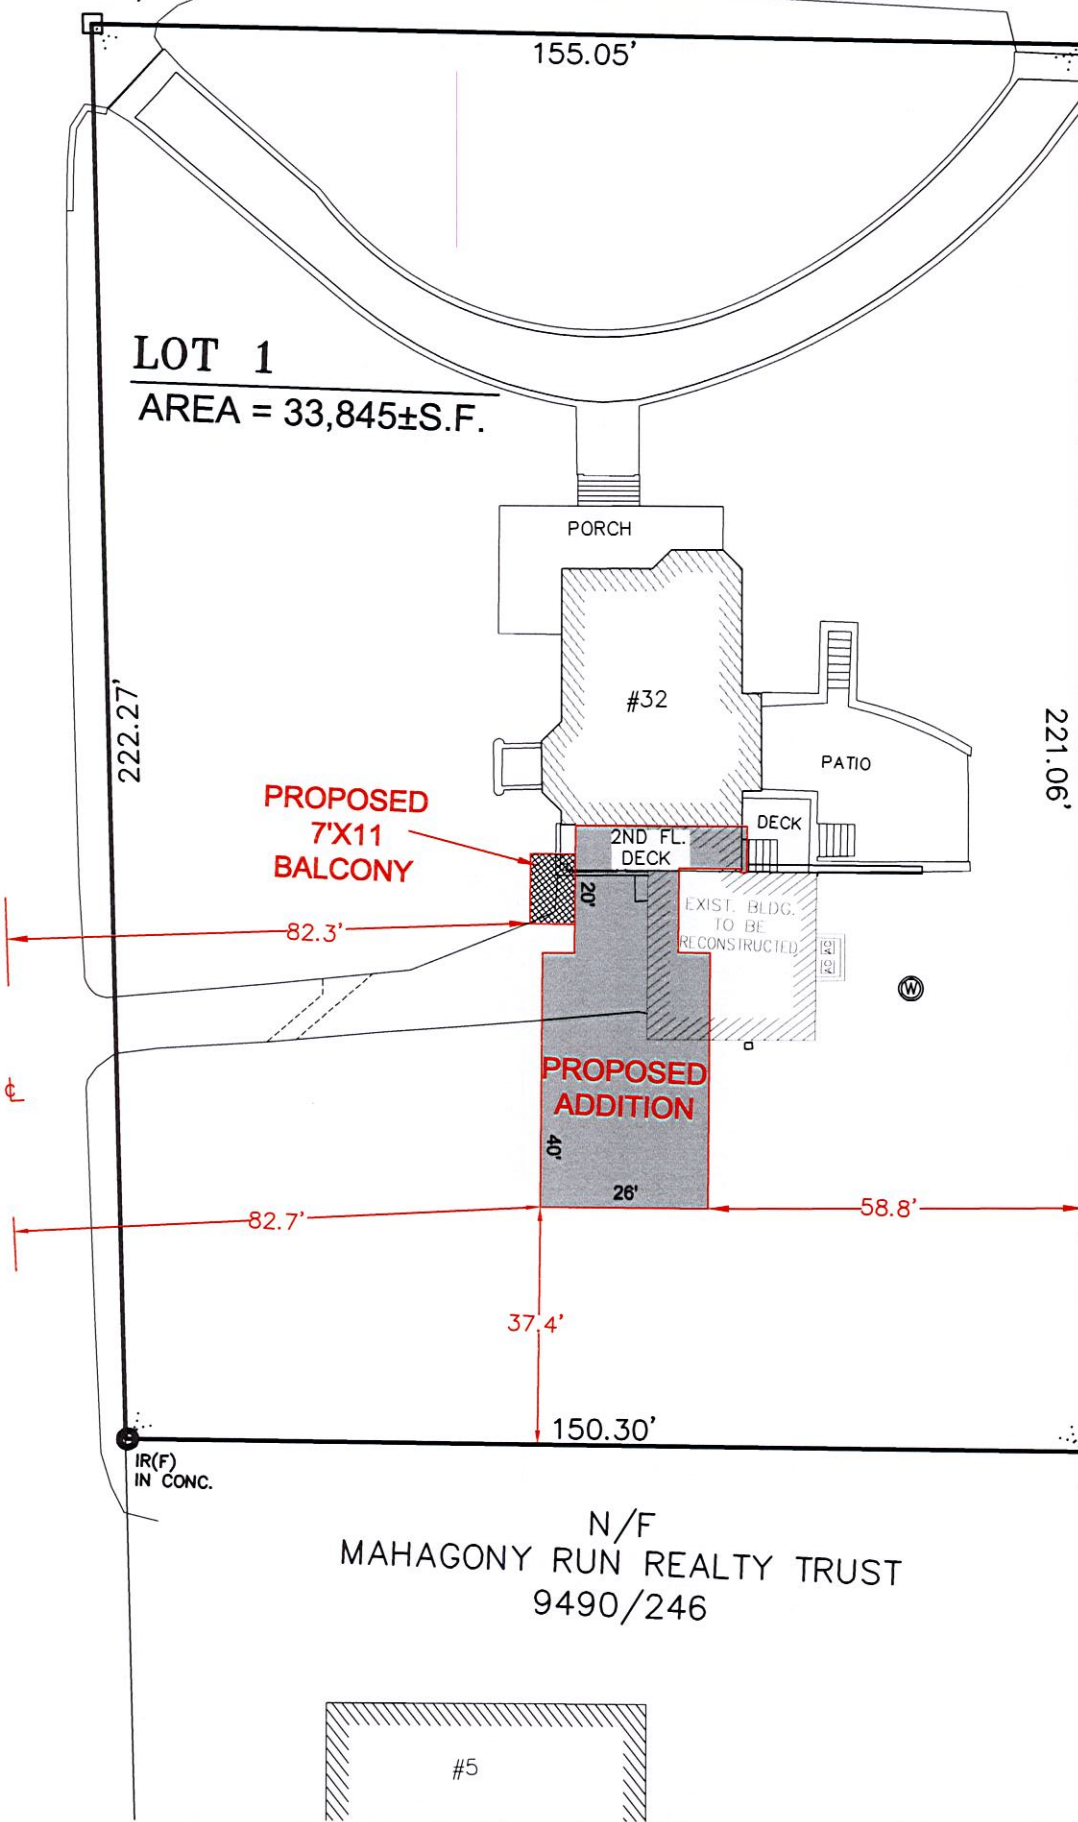 155.05'
LOT 1
AREA = 33,845±S.F.
PORCH
#32
222.27'
221.06'
PATIO
PROPOSED
7'X11
BALCONY
DECK
2ND FL.
DECK
20'
EXIST. BLDG.
TO BE
RECONSTRUCTED
82.3'
AC
AC
W
℄
PROPOSED
ADDITION
40'
26'
82.7'
58.8'
37.4'
150.30'
IR(F)
IN CONC.
N/F
MAHAGONY RUN REALTY TRUST
9490/246
#5